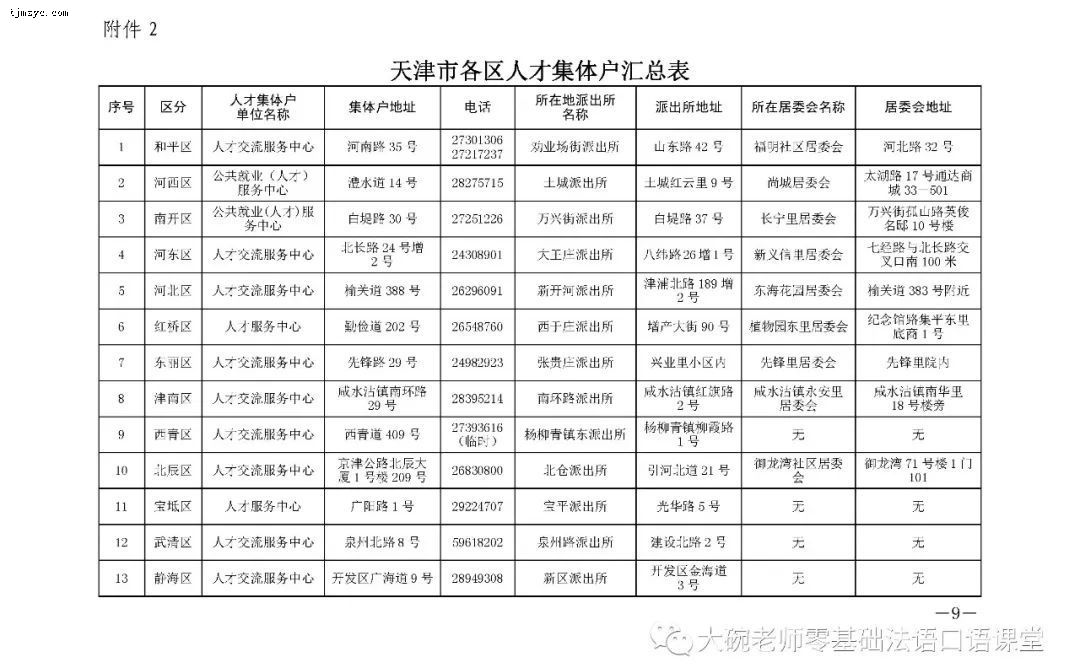 tjmzyc.com
附件 2
天津市各区人才集体户汇总表
序号 区分 人才集体户 单位名称 集体户地址 电话 所在地派出所 名称 派出所地址 所在居委会名称 居委会地址
1 和平区 人才交流服务中心 河南路 35 号 27301306 27217237 劝业场街派出所 山东路 42 号 福明社区居委会 河北路 32 号
2 河西区 公共就业（人才） 服务中心 澧水道 14 号 28275715 土城派出所 土城红云里 9 号 尚城居委会 太湖路 17 号通达商 城 33—501
3 南开区 公共就业(人才)服 务中心 白堤路 30 号 27251226 万兴街派出所 白堤路 37 号 长宁里居委会 万兴街孤山路英俊 名邸 10 号楼
4 河东区 人才交流服务中心 北长路 24 号增 2 号 24308901 大王庄派出所 八纬路 26 增 1 号 新义信里居委会 七经路与北长路交 叉口南 100 米
5 河北区 人才交流服务中心 榆关道 388 号 26296091 新开河派出所 津浦北路 189 增 2 号 东海花园居委会 榆关道 383 号附近
6 红桥区 人才服务中心 勤俭道 202 号 26548760 西于庄派出所 增产大街 90 号 植物园东里居委会 纪念馆路集平东里 底商 1 号
7 东丽区 人才交流服务中心 先锋路 29 号 24982923 张贵庄派出所 兴业里小区内 先锋里居委会 先锋里院内
8 津南区 人才交流服务中心 咸水沽镇南环路 29 号 28395214 南环路派出所 咸水沽镇红旗路 2 号 咸水沽镇永安里 居委会 咸水沽镇南华里 18 号楼旁
9 西青区 人才交流服务中心 西青道 409 号 27393616 （临时） 杨柳青镇东派出所 杨柳青镇柳霞路 1 号 无 无
10 北辰区 人才交流服务中心 京津公路北辰大 厦 1 号楼 209 号 26830800 北仓派出所 引河北道 21 号 御龙湾社区居委 会 御龙湾 71 号楼 1 门 101
11 宝坻区 人才服务中心 广阳路 1 号 29224707 宝平派出所 光华路 5 号 无 无
12 武清区 人才交流服务中心 泉州北路 8 号 59618202 泉州路派出所 建设北路 2 号 无 无
13 静海区 人才交流服务中心 开发区广海道 9 号 28949308 新区派出所 开发区金海道 3 号 无 无
—9—
大碗老师零基础法语口语课堂